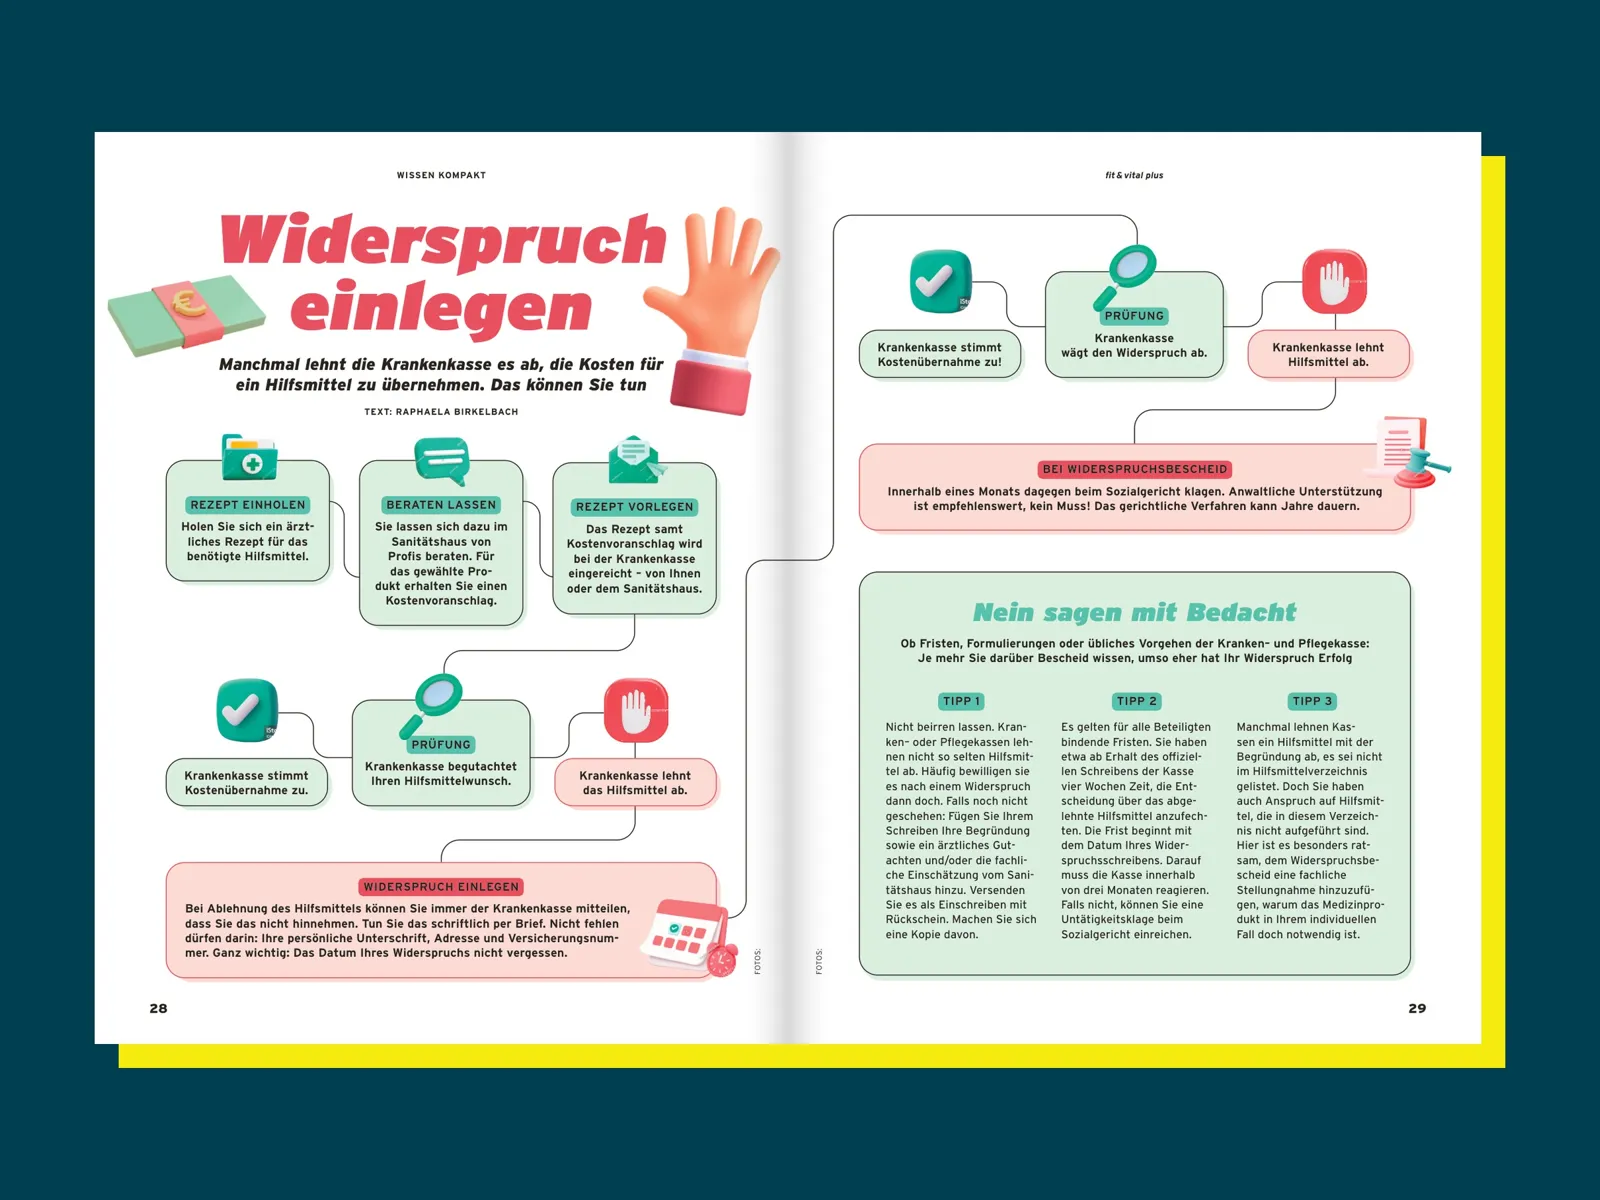 WISSEN KOMPAKT
Widerspruch
einlegen
Manchmal lehnt die Krankenkasse es ab, die Kosten für
ein Hilfsmittel zu übernehmen. Das können Sie tun
TEXT: RAPHAELA BIRKELBACH
REZEPT EINHOLEN
Holen Sie sich ein ärzt-
liches Rezept für das
benötigte Hilfsmittel.
BERATEN LASSEN
Sie lassen sich dazu im
Sanitätshaus von
Profis beraten. Für
das gewählte Pro-
dukt erhalten Sie einen
Kostenvoranschlag.
REZEPT VORLEGEN
Das Rezept samt
Kostenvoranschlag wird
bei der Krankenkasse
eingereicht – von Ihnen
oder dem Sanitätshaus.
Krankenkasse stimmt
Kostenübernahme zu.
PRÜFUNG
Krankenkasse begutachtet
Ihren Hilfsmittelwunsch.
Krankenkasse lehnt
das Hilfsmittel ab.
WIDERSPRUCH EINLEGEN
Bei Ablehnung des Hilfsmittels können Sie immer der Krankenkasse mitteilen,
dass Sie das nicht hinnehmen. Tun Sie das schriftlich per Brief. Nicht fehlen
dürfen darin: Ihre persönliche Unterschrift, Adresse und Versicherungsnum-
mer. Ganz wichtig: Das Datum Ihres Widerspruchs nicht vergessen.
FOTOS:
28
fit & vital plus
Krankenkasse stimmt
Kostenübernahme zu!
PRÜFUNG
Krankenkasse
wägt den Widerspruch ab.
Krankenkasse lehnt
Hilfsmittel ab.
BEI WIDERSPRUCHSBESCHEID
Innerhalb eines Monats dagegen beim Sozialgericht klagen. Anwaltliche Unterstützung
ist empfehlenswert, kein Muss! Das gerichtliche Verfahren kann Jahre dauern.
Nein sagen mit Bedacht
Ob Fristen, Formulierungen oder übliches Vorgehen der Kranken- und Pflegekasse:
Je mehr Sie darüber Bescheid wissen, umso eher hat Ihr Widerspruch Erfolg
TIPP 1
Nicht beirren lassen. Kran-
ken- oder Pflegekassen leh-
nen nicht so selten Hilfsmit-
tel ab. Häufig bewilligen sie
es nach einem Widerspruch
dann doch. Falls noch nicht
geschehen: Fügen Sie Ihrem
Schreiben Ihre Begründung
sowie ein ärztliches Gut-
achten und/oder die fachli-
che Einschätzung vom Sani-
tätshaus hinzu. Versenden
Sie es als Einschreiben mit
Rückschein. Machen Sie sich
eine Kopie davon.
TIPP 2
Es gelten für alle Beteiligten
bindende Fristen. Sie haben
etwa ab Erhalt des offiziel-
len Schreibens der Kasse
vier Wochen Zeit, die Ent-
scheidung über das abge-
lehnte Hilfsmittel anzufech-
ten. Die Frist beginnt mit
dem Datum Ihres Wider-
spruchsschreibens. Darauf
muss die Kasse innerhalb
von drei Monaten reagieren.
Falls nicht, können Sie eine
Untätigkeitsklage beim
Sozialgericht einreichen.
TIPP 3
Manchmal lehnen Kas-
sen ein Hilfsmittel mit der
Begründung ab, es sei nicht
im Hilfsmittelverzeichnis
gelistet. Doch Sie haben
auch Anspruch auf Hilfsmit-
tel, die in diesem Verzeich-
nis nicht aufgeführt sind.
Hier ist es besonders rat-
sam, dem Widerspruchsbe-
scheid eine fachliche
Stellungnahme hinzuzufü-
gen, warum das Medizinpro-
dukt in Ihrem individuellen
Fall doch notwendig ist.
FOTOS:
29